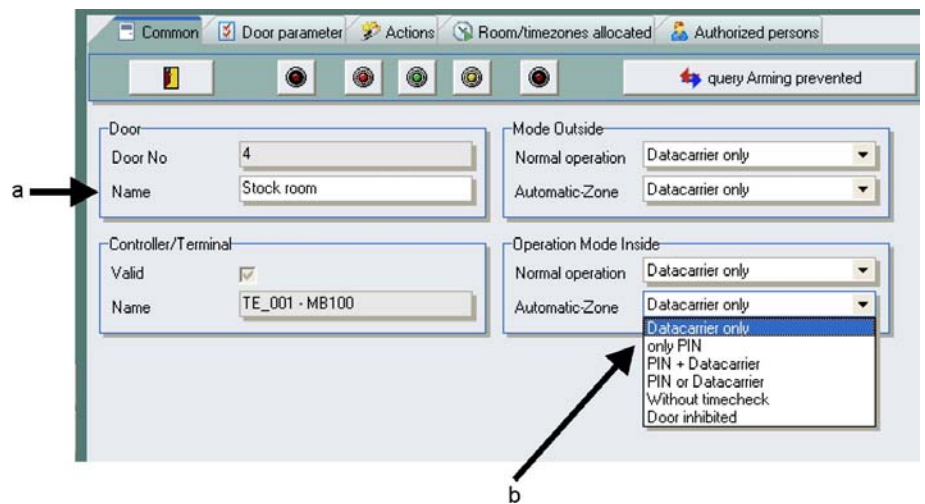 Common Door parameter Actions Room/timezones allocated Authorized persons
query Arming prevented
Door
Door No 4
Name Stock room
Mode Outside
Normal operation Datacarrier only
Automatic-Zone Datacarrier only
a
Controller/Terminal
Valid
Name TE_001 - MB100
Operation Mode Inside
Normal operation Datacarrier only
Automatic-Zone Datacarrier only
Datacarrier only
only PIN
PIN + Datacarrier
PIN or Datacarrier
Without timecheck
Door inhibited
b